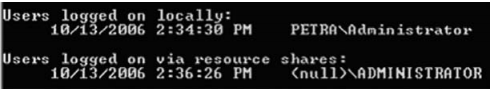 Users logged on locally:
10/13/2006 2:34:30 PM PETRA\Administrator
Users logged on via resource shares:
10/13/2006 2:36:26 PM (null)\ADMINISTRATOR